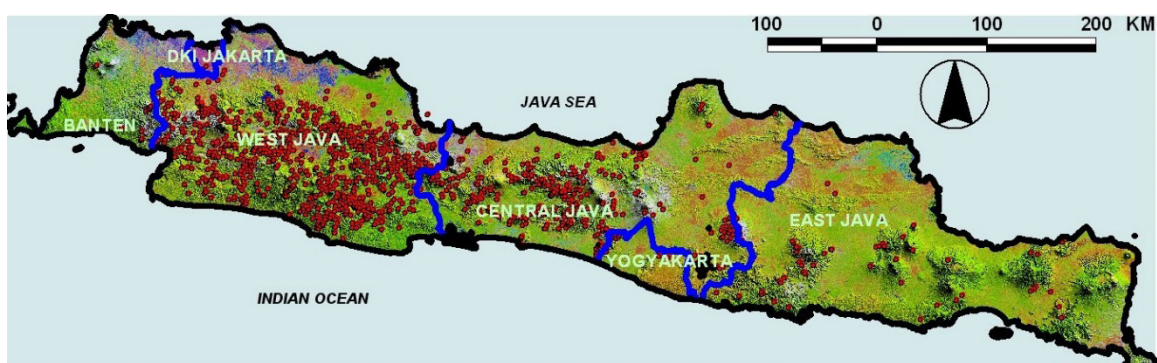 100 0 100 200 KM
DKI JAKARTA
JAVA SEA
BANTEN
WEST JAVA
CENTRAL JAVA
EAST JAVA
YOGYAKARTA
INDIAN OCEAN